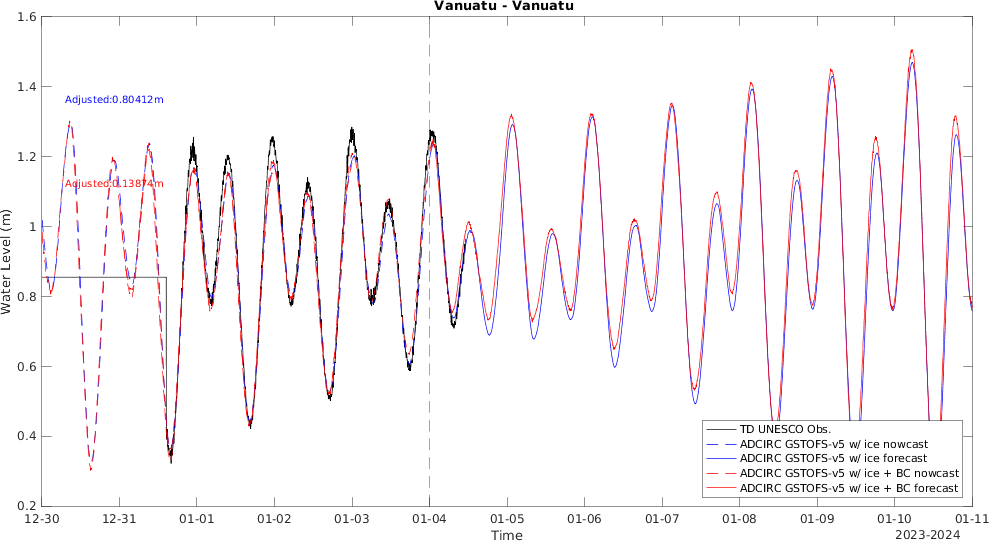 Vanuatu - Vanuatu
1.6
1.4
1.2
1
0.8
0.6
0.4
0.2
Water Level (m)
Adjusted:0.80412m
Adjusted:0.13874m
TD UNESCO Obs.
ADCIRC GSTOFS-v5 w/ ice nowcast
ADCIRC GSTOFS-v5 w/ ice forecast
ADCIRC GSTOFS-v5 w/ ice + BC nowcast
ADCIRC GSTOFS-v5 w/ ice + BC forecast
12-30 12-31 01-01 01-02 01-03 01-04 01-05 01-06 01-07 01-08 01-09 01-10 01-11
Time
2023-2024